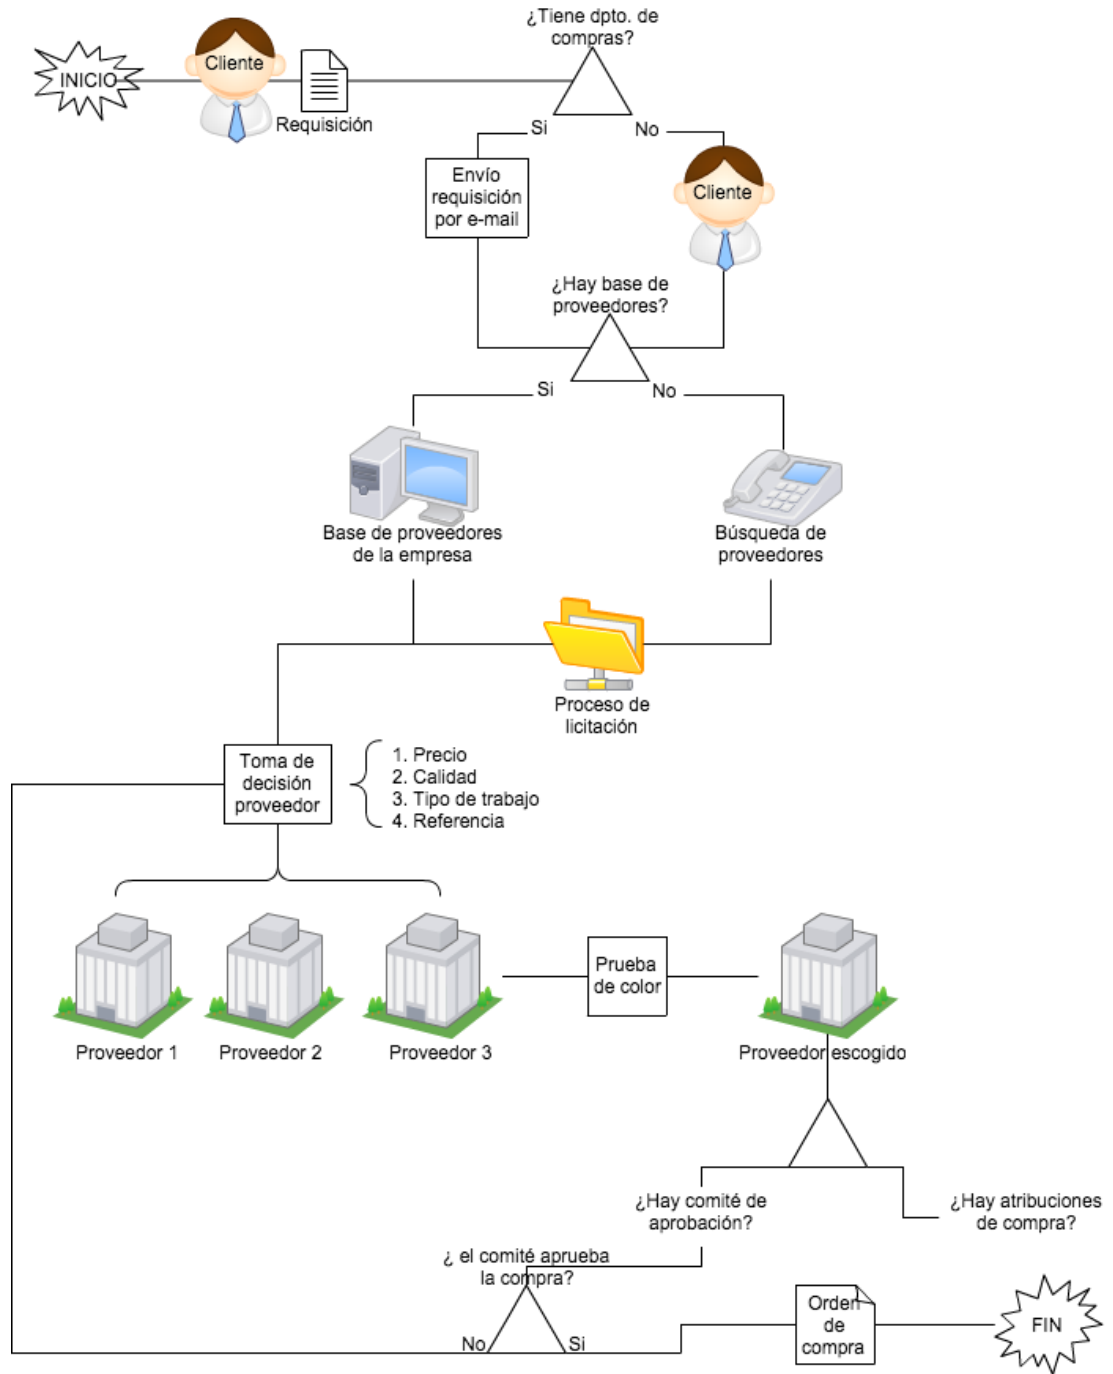 ¿Tiene dpto. de
compras?
INICIO
Cliente
Requisición
Si
No
Envío
requisición
por e-mail
Cliente
¿Hay base de
proveedores?
Si
No
Base de proveedores
de la empresa
Búsqueda de
proveedores
Proceso de
licitación
Toma de
decisión
proveedor
1. Precio
2. Calidad
3. Tipo de trabajo
4. Referencia
Prueba
de color
Proveedor 1
Proveedor 2
Proveedor 3
Proveedor escogido
¿Hay comité de
aprobación?
¿Hay atribuciones
de compra?
¿ el comité aprueba
la compra?
No
Si
Orden
de
compra
FIN